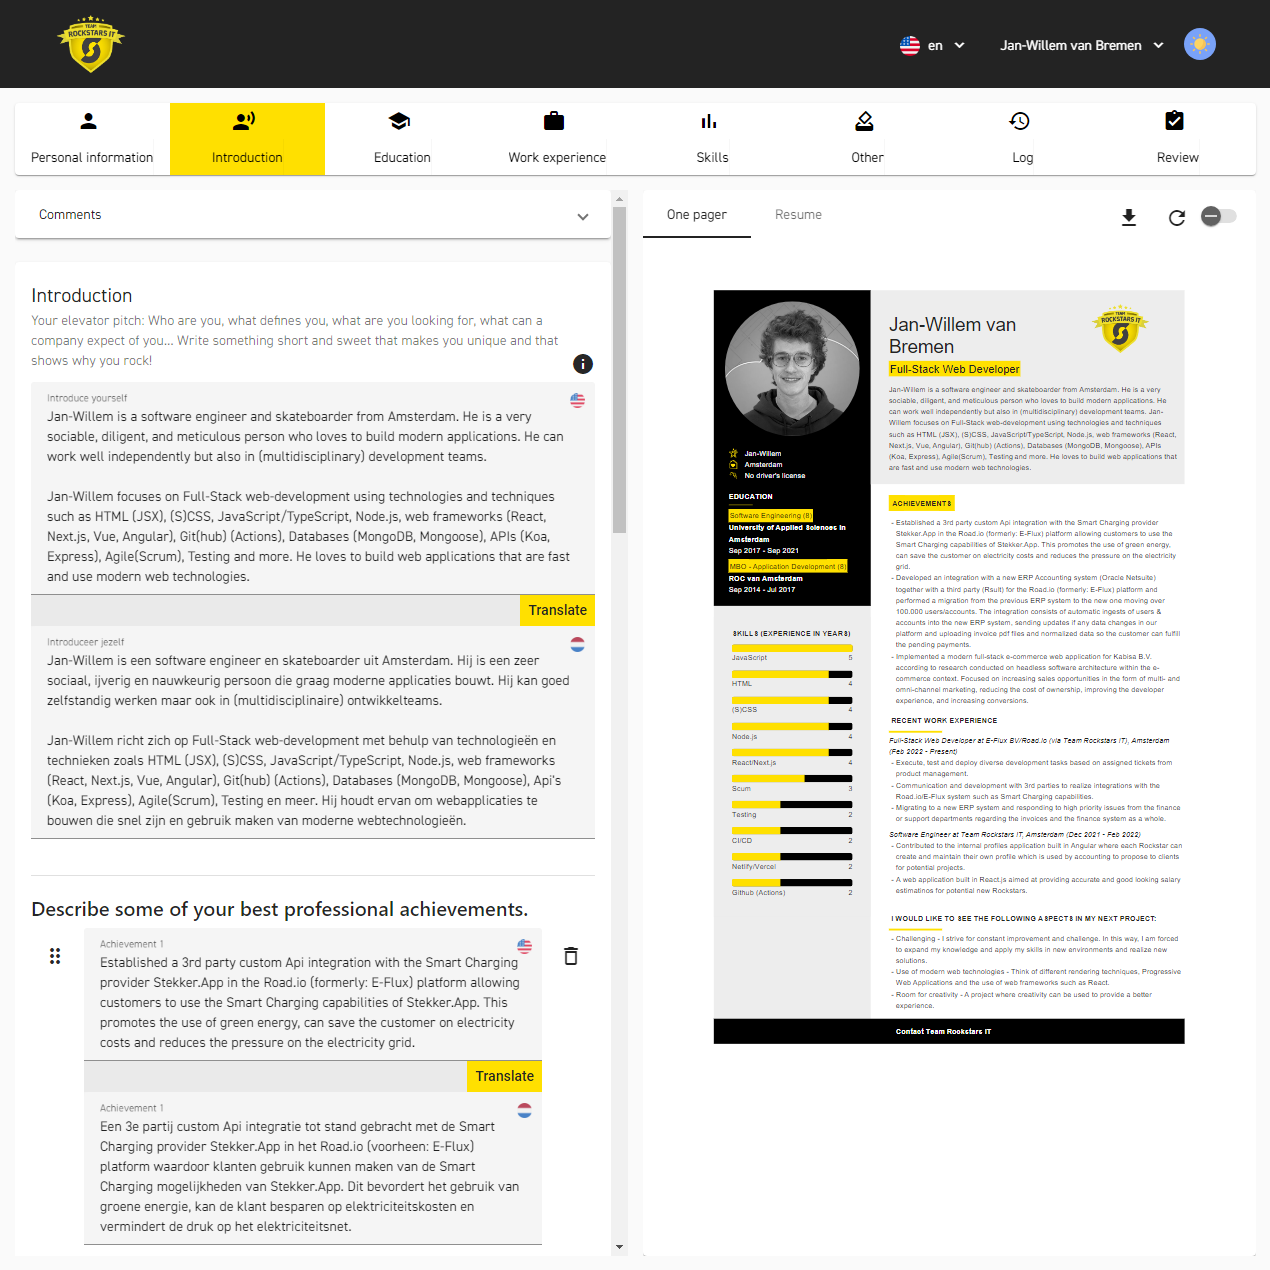 TEAM
ROCKSTARS IT
en
Jan-Willem van Bremen
Personal information
Introduction
Education
Work experience
Skills
Other
Log
Review
Comments
Introduction
Your elevator pitch: Who are you, what defines you, what are you looking for, what can a
company expect of you... Write something short and sweet that makes you unique and that
shows why you rock!
Introduce yourself
Jan-Willem is a software engineer and skateboarder from Amsterdam. He is a very
sociable, diligent, and meticulous person who loves to build modern applications. He can
work well independently but also in (multidisciplinary) development teams.
Jan-Willem focuses on Full-Stack web-development using technologies and techniques
such as HTML (JSX), (S)CSS, JavaScript/TypeScript, Node.js, web frameworks (React,
Next.js, Vue, Angular), Git(hub) (Actions), Databases (MongoDB, Mongoose), APIs (Koa,
Express), Agile(Scrum), Testing and more. He loves to build web applications that are fast
and use modern web technologies.
Translate
Introduceer jezelf
Jan-Willem is een software engineer en skateboarder uit Amsterdam. Hij is een zeer
sociaal, ijverig en nauwkeurig persoon die graag moderne applicaties bouwt. Hij kan goed
zelfstandig werken maar ook in (multidisciplinaire) ontwikkelteams.
Jan-Willem richt zich op Full-Stack web-development met behulp van technologieën en
technieken zoals HTML (JSX), (S)CSS, JavaScript/TypeScript, Node.js, web frameworks
(React, Next.js, Vue, Angular), Git(hub) (Actions), Databases (MongoDB, Mongoose), Api's
(Koa, Express), Agile(Scrum), Testing en meer. Hij houdt ervan om webapplicaties te
bouwen die snel zijn en gebruik maken van moderne webtechnologieën.
Describe some of your best professional achievements.
Achievement 1
Established a 3rd party custom Api integration with the Smart Charging
provider Stekker.App in the Road.io (formerly: E-Flux) platform allowing
customers to use the Smart Charging capabilities of Stekker.App. This
promotes the use of green energy, can save the customer on electricity
costs and reduces the pressure on the electricity grid.
Translate
Achievement 1
Een 3e partij custom Api integratie tot stand gebracht met de Smart
Charging provider Stekker.App in het Road.io (voorheen: E-Flux)
platform waardoor klanten gebruik kunnen maken van de Smart
Charging mogelijkheden van Stekker.App. Dit bevordert het gebruik van
groene energie, kan de klant besparen op elektriciteitskosten en
vermindert de druk op het elektriciteitsnet.
One pager
Resume
Jan-Willem
Amsterdam
No driver's license
EDUCATION
Software Engineering (8)
University of Applied Sciences in
Amsterdam
Sep 2017 - Sep 2021
MBO - Application Development (8)
ROC van Amsterdam
Sep 2014 - Jul 2017
SKILLS (EXPERIENCE IN YEARS)
JavaScript 5
HTML 4
(S)CSS 4
Node.js 4
React/Next.js 4
Scum 3
Testing 2
CI/CD 2
Netlify/Vercel 2
Github (Actions) 2
Jan-Willem van
Bremen
Full-Stack Web Developer
TEAM
ROCKSTARS IT
Jan-Willem is a software engineer and skateboarder from Amsterdam. He is a very
sociable, diligent, and meticulous person who loves to build modern applications. He
can work well independently but also in (multidisciplinary) development teams. Jan-
Willem focuses on Full-Stack web-development using technologies and techniques
such as HTML (JSX), (S)CSS, JavaScript/TypeScript, Node.js, web frameworks (React,
Next.js, Vue, Angular), Git(hub) (Actions), Databases (MongoDB, Mongoose), APIs
(Koa, Express), Agile(Scrum), Testing and more. He loves to build web applications that
are fast and use modern web technologies.
ACHIEVEMENTS
- Established a 3rd party custom Api integration with the Smart Charging provider
Stekker.App in the Road.io (formerly: E-Flux) platform allowing customers to use the
Smart Charging capabilities of Stekker.App. This promotes the use of green energy,
can save the customer on electricity costs and reduces the pressure on the electricity
grid.
- Developed an integration with a new ERP Accounting system (Oracle Netsuite)
together with a third party (Rsult) for the Road.io (formerly: E-Flux) platform and
performed a migration from the previous ERP system to the new one moving over
100.000 users/accounts. The integration consists of automatic ingests of users &
accounts into the new ERP system, sending updates if any data changes in our
platform and uploading invoice pdf files and normalized data so the customer can fulfill
the pending payments.
- Implemented a modern full-stack e-commerce web application for Kabisa B.V.
according to research conducted on headless software architecture within the e-
commerce context. Focused on increasing sales opportunities in the form of multi- and
omni-channel marketing, reducing the cost of ownership, improving the developer
experience, and increasing conversions.
RECENT WORK EXPERIENCE
Full-Stack Web Developer at E-Flux BV/Road.io (via Team Rockstars IT), Amsterdam
(Feb 2022 - Present)
- Execute, test and deploy diverse development tasks based on assigned tickets from
product management.
- Communication and development with 3rd parties to realize integrations with the
Road.io/E-Flux system such as Smart Charging capabilities.
- Migrating to a new ERP system and responding to high priority issues from the finance
or support departments regarding the invoices and the finance system as a whole.
Software Engineer at Team Rockstars IT, Amsterdam (Dec 2021 - Feb 2022)
- Contributed to the internal profiles application built in Angular where each Rockstar can
create and maintain their own profile which is used by accounting to propose to clients
for potential projects.
- A web application built in React.js aimed at providing accurate and good looking salary
estimatinos for potential new Rockstars.
I WOULD LIKE TO SEE THE FOLLOWING ASPECTS IN MY NEXT PROJECT:
- Challenging - I strive for constant improvement and challenge. In this way, I am forced
to expand my knowledge and apply my skills in new environments and realize new
solutions.
- Use of modern web technologies - Think of different rendering techniques, Progressive
Web Applications and the use of web frameworks such as React.
- Room for creativity - A project where creativity can be used to provide a better
experience.
Contact Team Rockstars IT